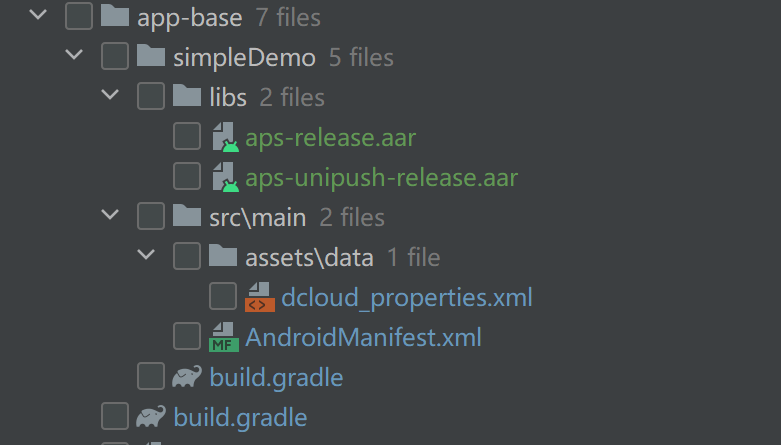 app-base 7 files
simpleDemo 5 files
libs 2 files
aps-release.aar
aps-unipush-release.aar
src\main 2 files
assets\data 1 file
<> dcloud_properties.xml
MF AndroidManifest.xml
build.gradle
build.gradle